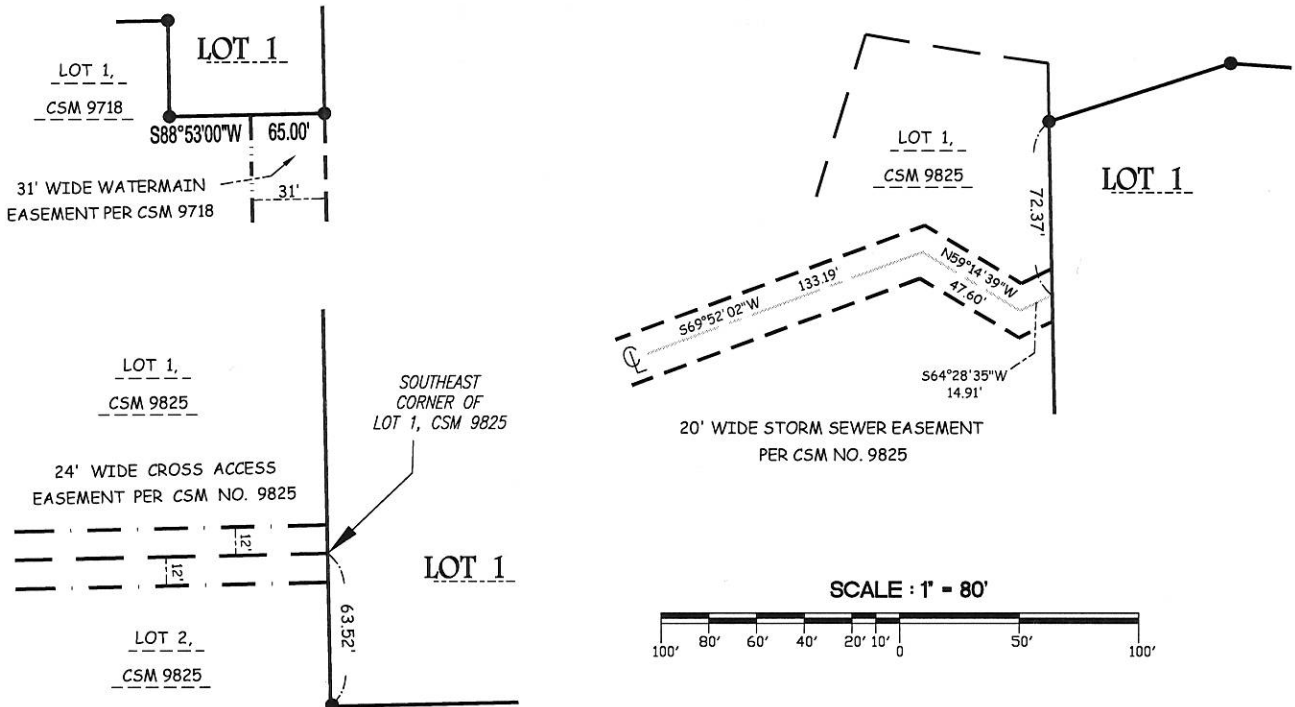 LOT 1
LOT 1,
CSM 9718
S88°53'00"W 65.00'
31' WIDE WATERMAIN
EASEMENT PER CSM 9718
31'
LOT 1,
CSM 9825
LOT 1
72.37'
N59°14'39"W
47.60'
133.19'
S69°52'02"W
CL
S64°28'35"W
14.91'
20' WIDE STORM SEWER EASEMENT
PER CSM NO. 9825
LOT 1,
CSM 9825
SOUTHEAST
CORNER OF
LOT 1, CSM 9825
24' WIDE CROSS ACCESS
EASEMENT PER CSM NO. 9825
12'
12'
LOT 1
63.52'
LOT 2,
CSM 9825
SCALE : 1" = 80'
100' 80' 60' 40' 20' 10' 0 50' 100'